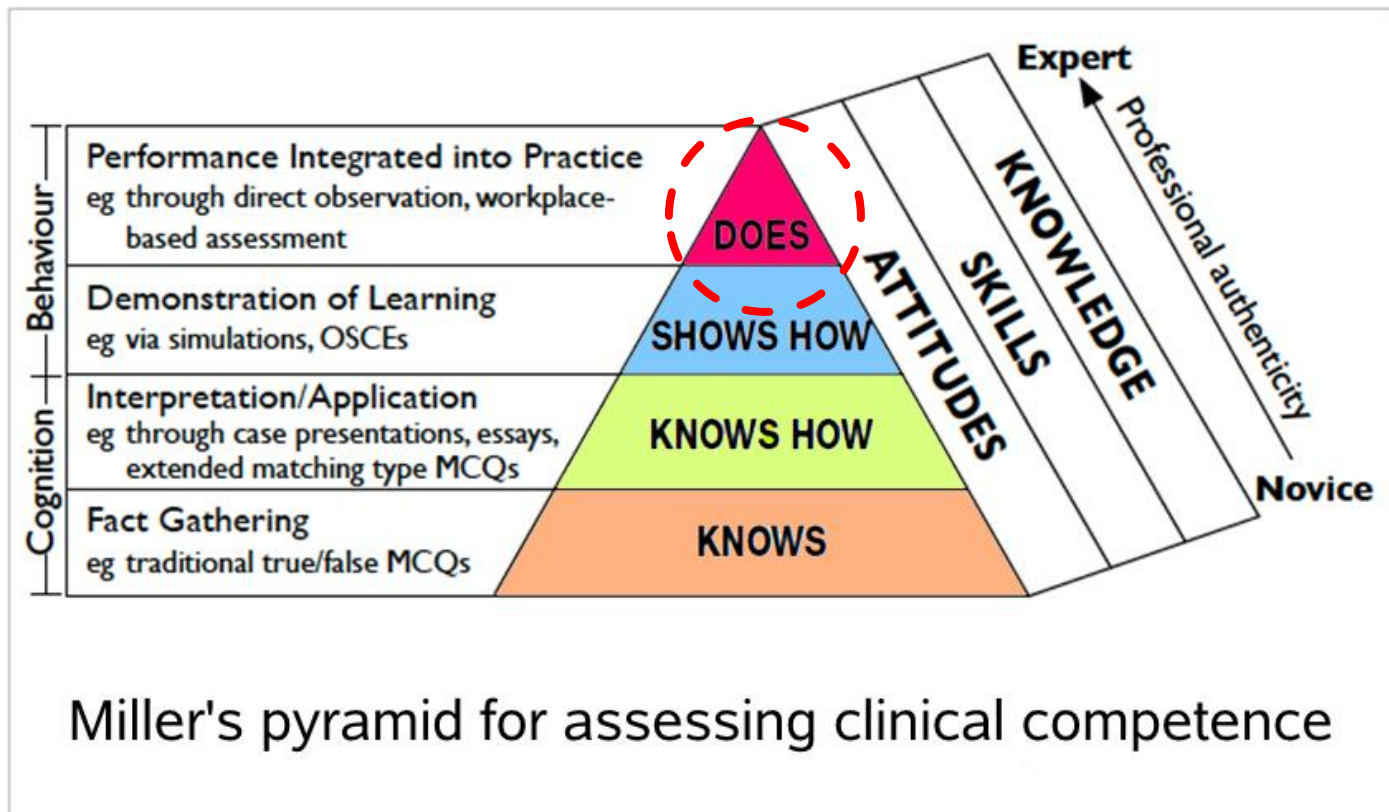 Expert
Professional authenticity
Novice
Behaviour
Cognition
Performance Integrated into Practice
eg through direct observation, workplace-
based assessment
DOES
Demonstration of Learning
eg via simulations, OSCEs
SHOWS HOW
Interpretation/Application
eg through case presentations, essays,
extended matching type MCQs
KNOWS HOW
Fact Gathering
eg traditional true/false MCQs
KNOWS
ATTITUDES
SKILLS
KNOWLEDGE
Miller's pyramid for assessing clinical competence